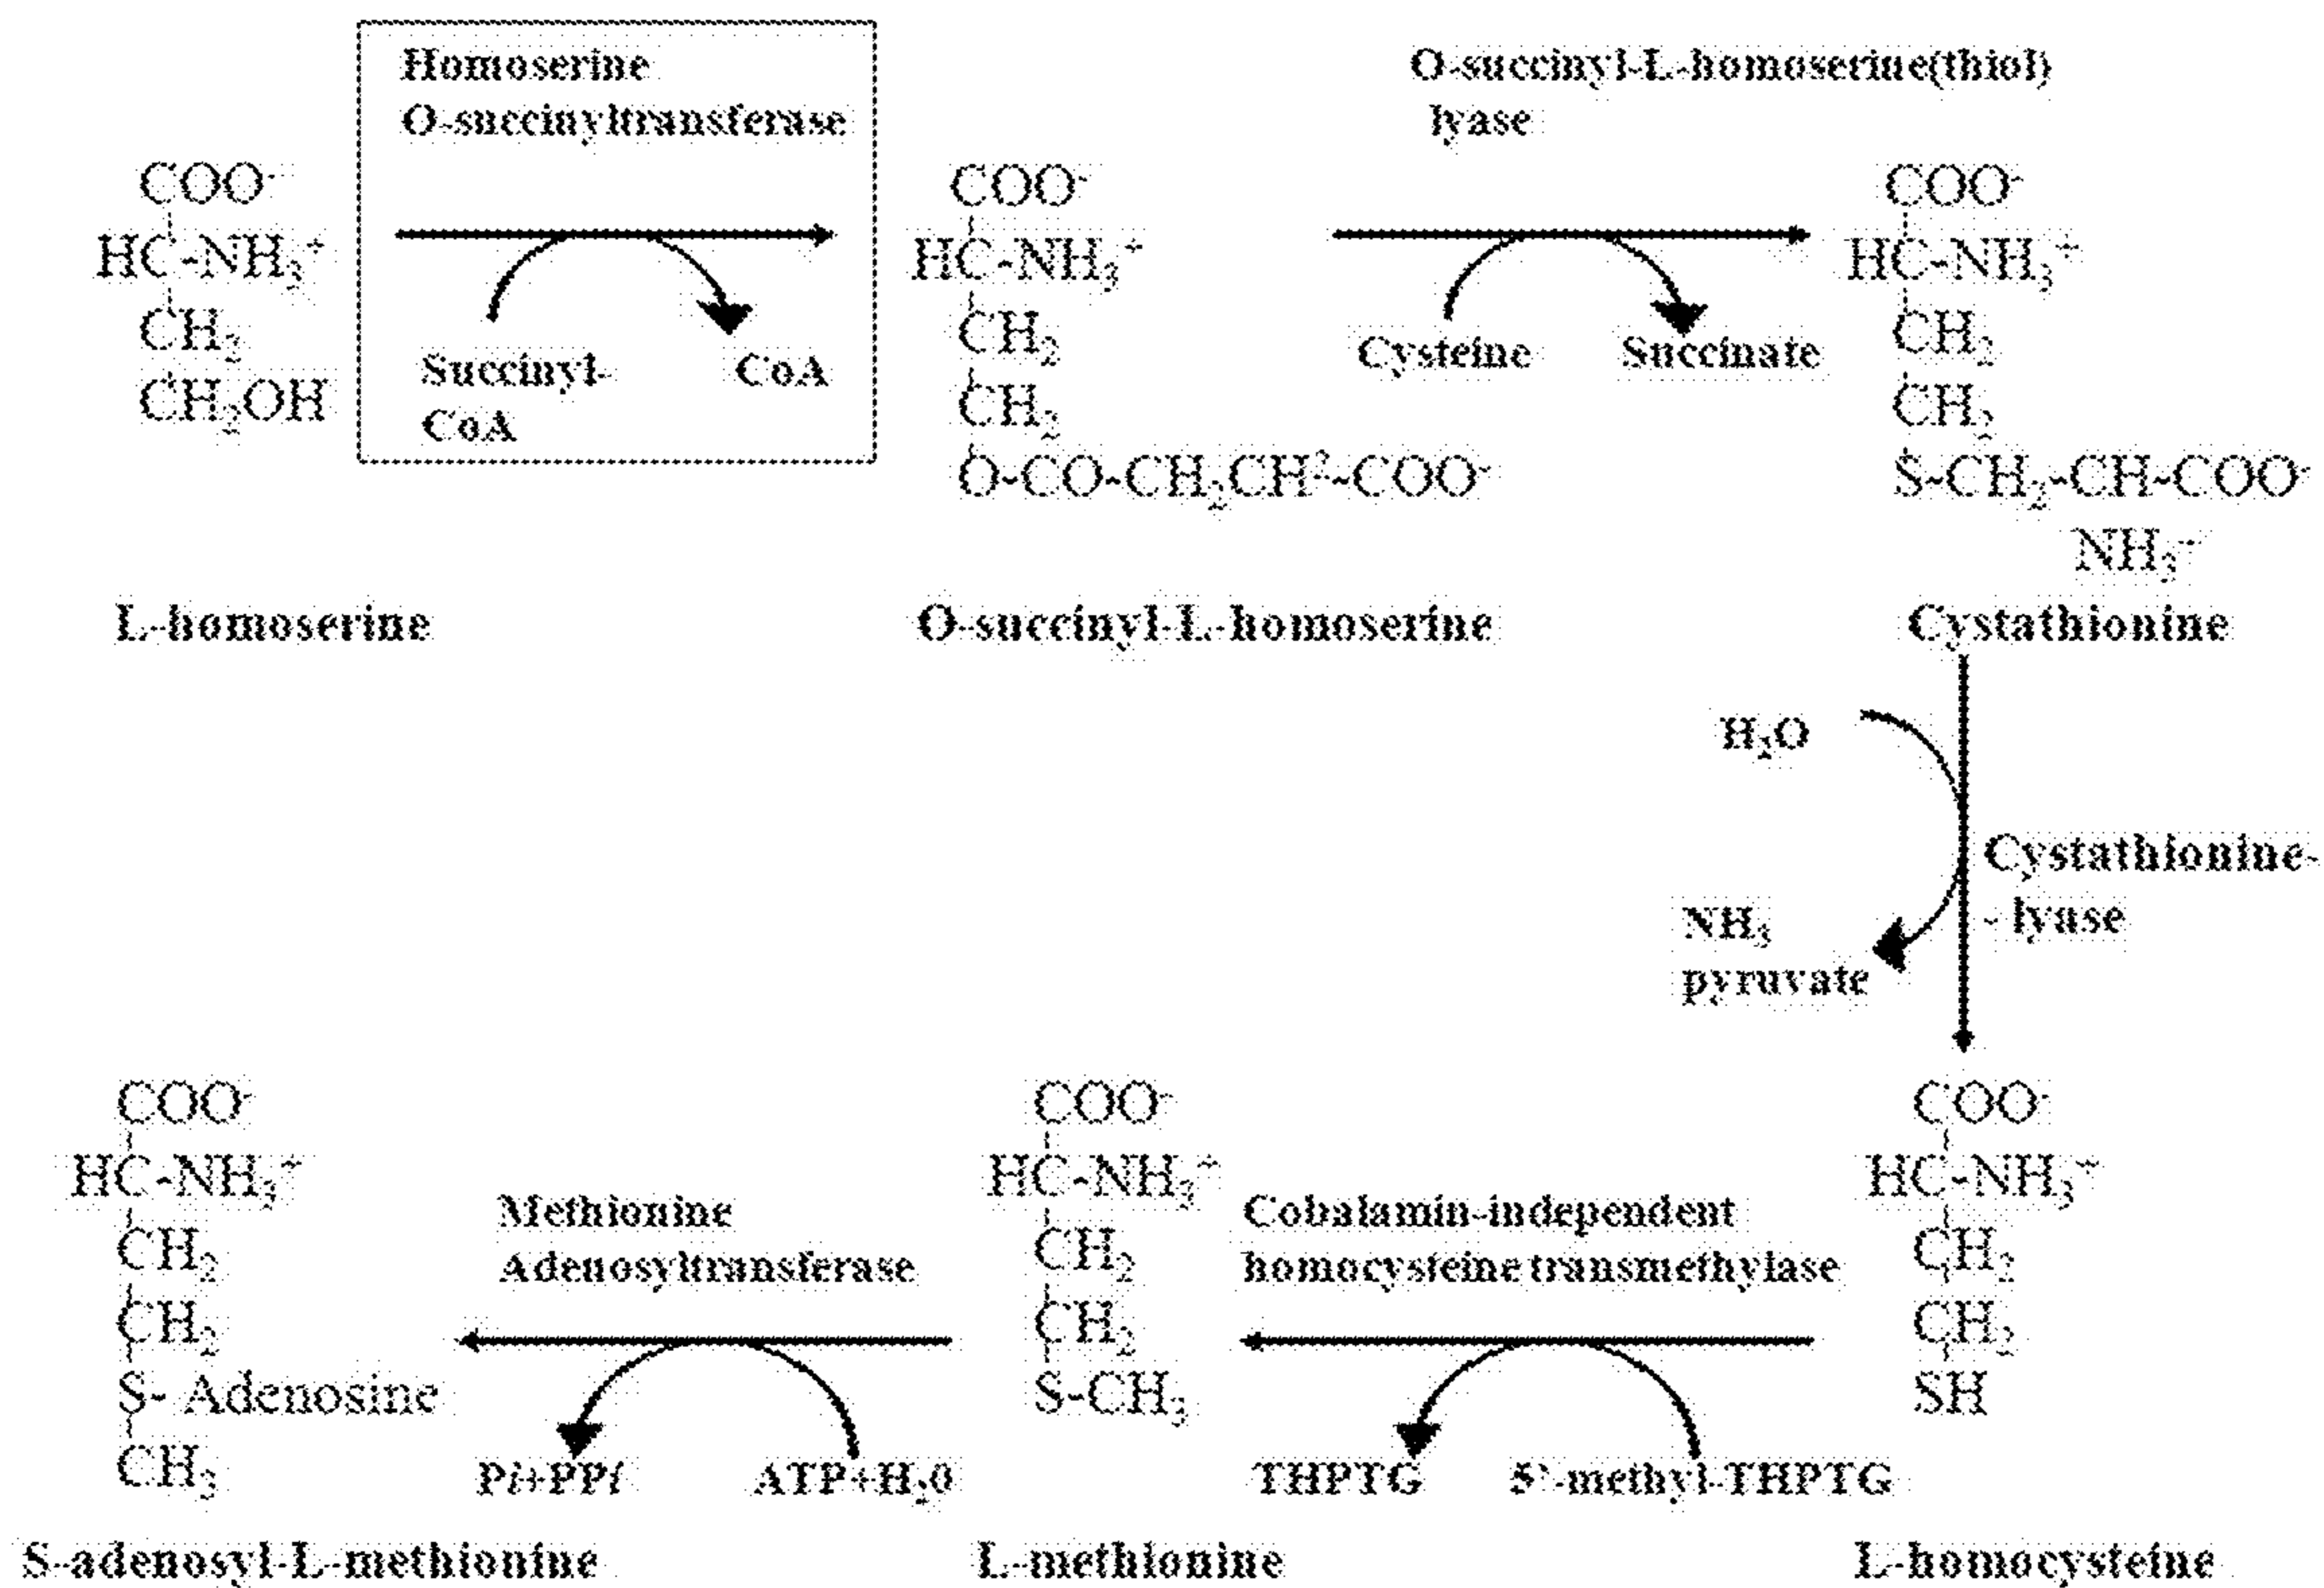 Homoserine
O-succinyltransferase
O-succinyl-L-homoserine(thiol)
lyase
COO⁻
HC-NH₃⁺
CH₂
CH₂OH
Succinyl-
CoA
CoA
COO⁻
HC-NH₃⁺
CH₂
CH₂
O-CO-CH₂CH²-COO⁻
Cysteine
Succinate
COO⁻
HC-NH₃⁺
CH₂
CH₂
S-CH₂-CH-COO⁻
NH₃⁺
L-homoserine
O-succinyl-L-homoserine
Cystathionine
H₂O
Cystathionine-
- lyase
NH₃
pyruvate
COO⁻
HC-NH₃⁺
CH₂
CH₂
S- Adenosine
CH₃
Methionine
Adenosyltransferase
Pi+PPi
ATP+H₂0
COO⁻
HC-NH₃⁺
CH₂
CH₂
S-CH₃
Cobalamin-independent
homocysteine transmethylase
THPTG
5'-methyl-THPTG
COO⁻
HC-NH₃⁺
CH₂
CH₂
SH
S-adenosyl-L-methionine
L-methionine
L-homocysteine